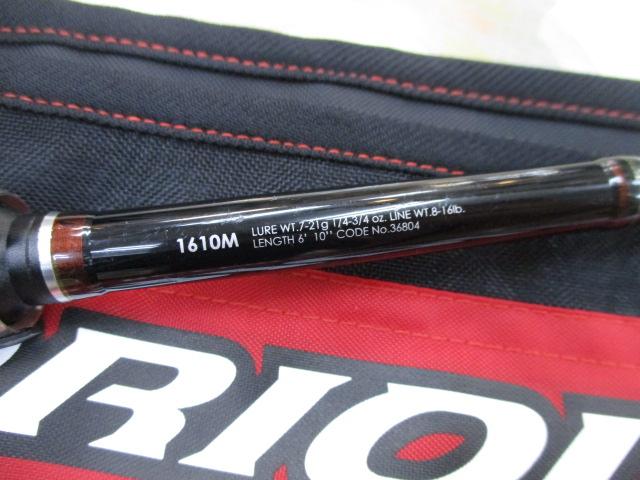 1610M
LURE WT.7-21g 1/4-3/4 oz. LINE WT.8-16lb.
LENGTH 6' 10'' CODE No.36804
RIO